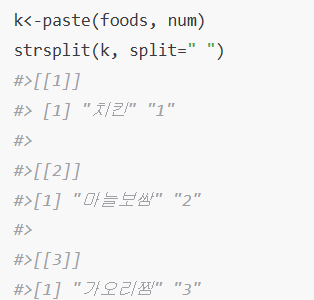 k<-paste(foods, num)
strsplit(k, split=" ")
#>[[1]]
#> [1] "치킨" "1"
#>
#>[[2]]
#>[1] "마늘보쌈" "2"
#>
#>[[3]]
#>[1] "가오리찜" "3"